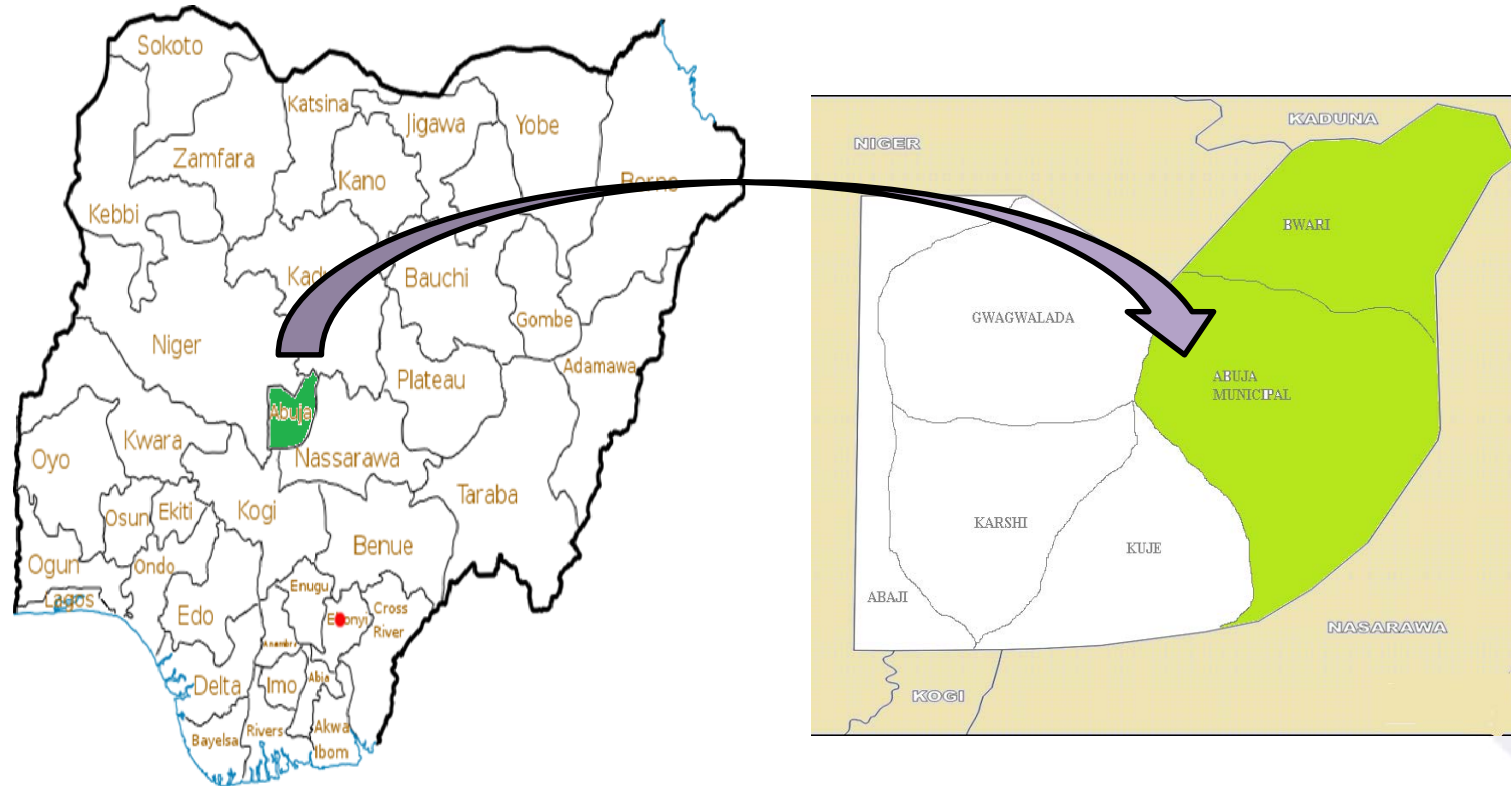 Sokoto
Katsina
Jigawa
Yobe
Zamfara
Kano
Borno
Kebbi
Bauchi
Gombe
Niger
Adamawa
Plateau
Abuja
Kwara
Oyo
Nassarawa
Taraba
Kogi
Osun
Ekiti
Benue
Ogun
Ondo
Enugu
Lagos
Edo
Cross
River
Delta
Imo
Abia
Rivers
Bayelsa
Akwa
Ibom
KADUNA
NIGER
BWARI
GWAGWALADA
ABUJA
MUNICIPAL
KARSHI
KUJE
ABAJI
NASARAWA
KOGI